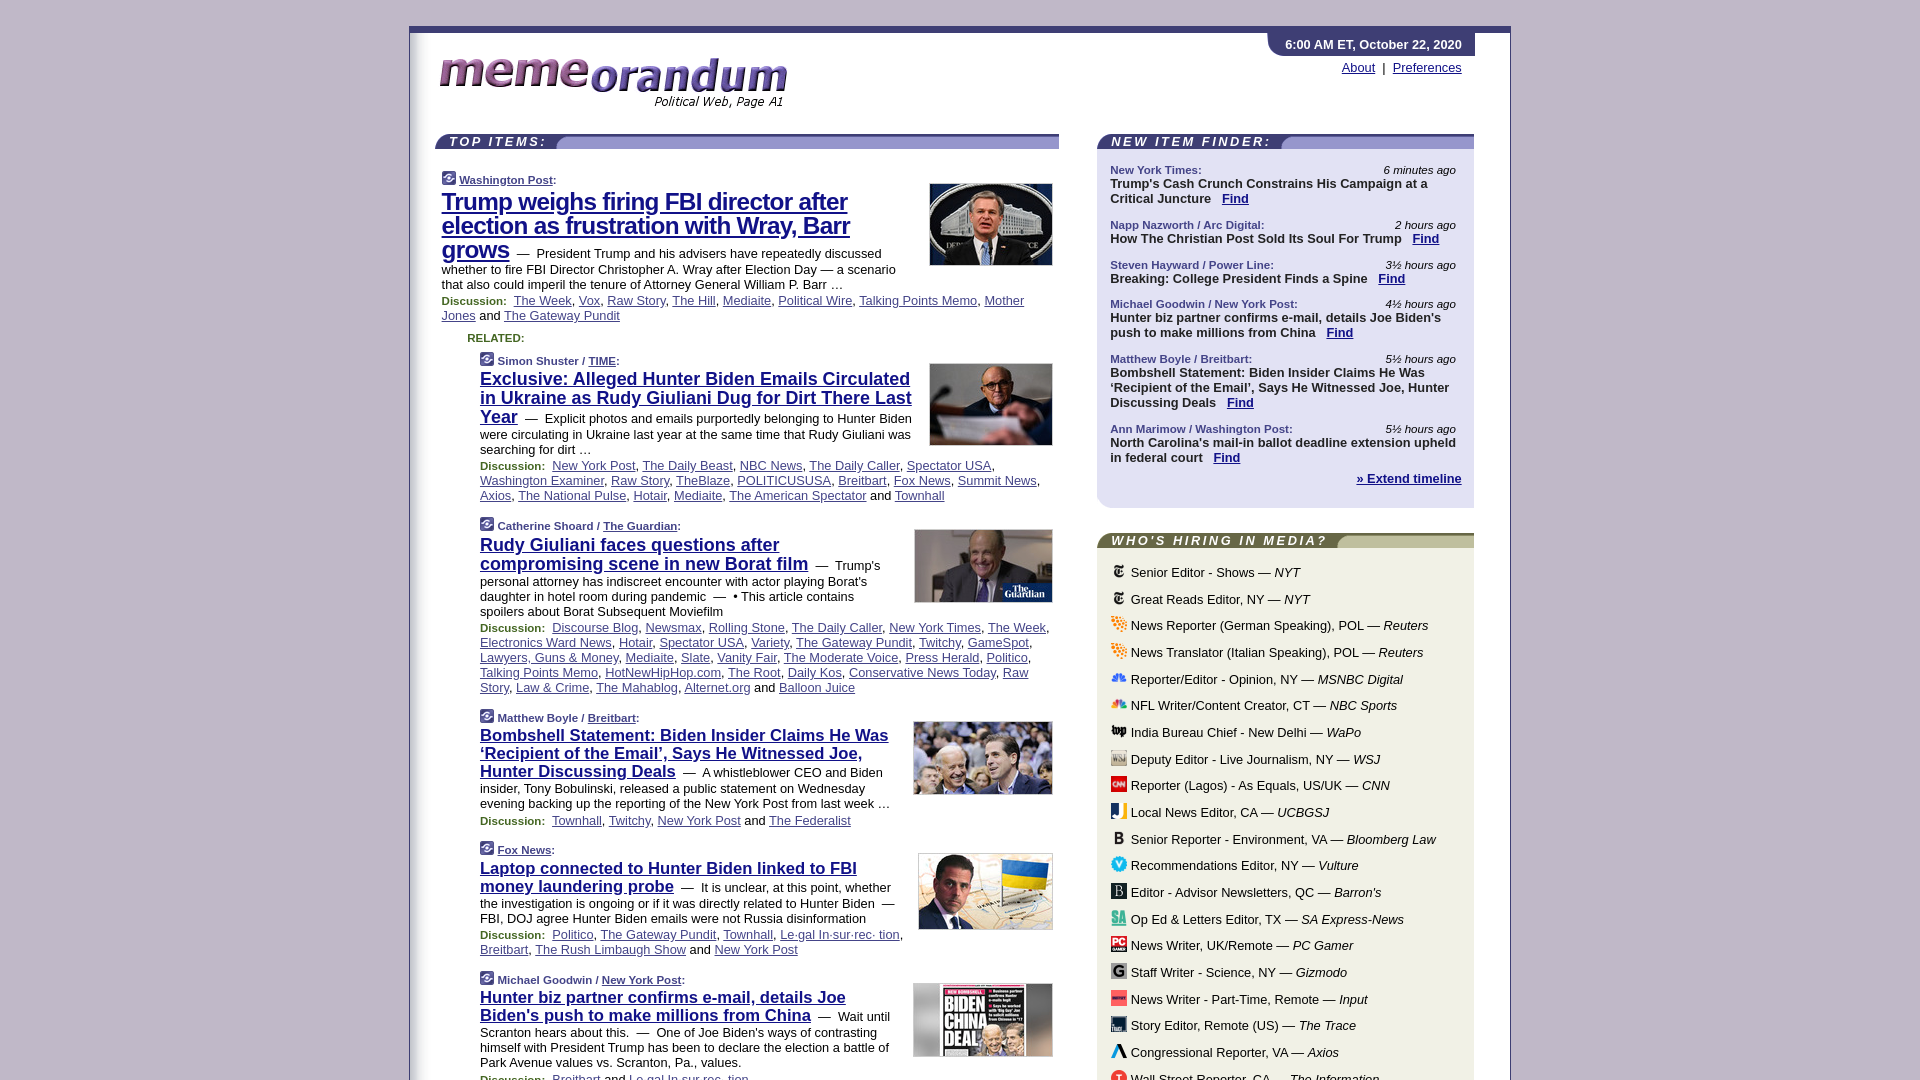 6:00 AM ET, October 22, 2020
About | Preferences
memeorandum
Political Web, Page A1
TOP ITEMS:
Washington Post:
Trump weighs firing FBI director after
election as frustration with Wray, Barr
grows — President Trump and his advisers have repeatedly discussed
whether to fire FBI Director Christopher A. Wray after Election Day — a scenario
that also could imperil the tenure of Attorney General William P. Barr …
Discussion: The Week, Vox, Raw Story, The Hill, Mediaite, Political Wire, Talking Points Memo, Mother
Jones and The Gateway Pundit
RELATED:
Simon Shuster / TIME:
Exclusive: Alleged Hunter Biden Emails Circulated
in Ukraine as Rudy Giuliani Dug for Dirt There Last
Year — Explicit photos and emails purportedly belonging to Hunter Biden
were circulating in Ukraine last year at the same time that Rudy Giuliani was
searching for dirt …
Discussion: New York Post, The Daily Beast, NBC News, The Daily Caller, Spectator USA,
Washington Examiner, Raw Story, TheBlaze, POLITICUSUSA, Breitbart, Fox News, Summit News,
Axios, The National Pulse, Hotair, Mediaite, The American Spectator and Townhall
Catherine Shoard / The Guardian:
Rudy Giuliani faces questions after
compromising scene in new Borat film — Trump's
personal attorney has indiscreet encounter with actor playing Borat's
daughter in hotel room during pandemic — • This article contains
spoilers about Borat Subsequent Moviefilm
The
Guardian
Discussion: Discourse Blog, Newsmax, Rolling Stone, The Daily Caller, New York Times, The Week,
Electronics Ward News, Hotair, Spectator USA, Variety, The Gateway Pundit, Twitchy, GameSpot,
Lawyers, Guns & Money, Mediaite, Slate, Vanity Fair, The Moderate Voice, Press Herald, Politico,
Talking Points Memo, HotNewHipHop.com, The Root, Daily Kos, Conservative News Today, Raw
Story, Law & Crime, The Mahablog, Alternet.org and Balloon Juice
Matthew Boyle / Breitbart:
Bombshell Statement: Biden Insider Claims He Was
‘Recipient of the Email’, Says He Witnessed Joe,
Hunter Discussing Deals — A whistleblower CEO and Biden
insider, Tony Bobulinski, released a public statement on Wednesday
evening backing up the reporting of the New York Post from last week …
Discussion: Townhall, Twitchy, New York Post and The Federalist
Fox News:
Laptop connected to Hunter Biden linked to FBI
money laundering probe — It is unclear, at this point, whether
the investigation is ongoing or if it was directly related to Hunter Biden —
FBI, DOJ agree Hunter Biden emails were not Russia disinformation
Discussion: Politico, The Gateway Pundit, Townhall, Le·gal In·sur·rec· tion,
Breitbart, The Rush Limbaugh Show and New York Post
Michael Goodwin / New York Post:
Hunter biz partner confirms e-mail, details Joe
Biden's push to make millions from China — Wait until
Scranton hears about this. — One of Joe Biden's ways of contrasting
himself with President Trump has been to declare the election a battle of
Park Avenue values vs. Scranton, Pa., values.
BIDEN
CHINA
DEAL
Discussion: Breitbart and Le·gal In·sur·rec· tion
NEW ITEM FINDER:
New York Times: 6 minutes ago
Trump's Cash Crunch Constrains His Campaign at a
Critical Juncture Find
Napp Nazworth / Arc Digital: 2 hours ago
How The Christian Post Sold Its Soul For Trump Find
Steven Hayward / Power Line: 3½ hours ago
Breaking: College President Finds a Spine Find
Michael Goodwin / New York Post: 4½ hours ago
Hunter biz partner confirms e-mail, details Joe Biden's
push to make millions from China Find
Matthew Boyle / Breitbart: 5½ hours ago
Bombshell Statement: Biden Insider Claims He Was
‘Recipient of the Email’, Says He Witnessed Joe, Hunter
Discussing Deals Find
Ann Marimow / Washington Post: 5½ hours ago
North Carolina's mail-in ballot deadline extension upheld
in federal court Find
» Extend timeline
WHO'S HIRING IN MEDIA?
Senior Editor - Shows — NYT
Great Reads Editor, NY — NYT
News Reporter (German Speaking), POL — Reuters
News Translator (Italian Speaking), POL — Reuters
Reporter/Editor - Opinion, NY — MSNBC Digital
NFL Writer/Content Creator, CT — NBC Sports
India Bureau Chief - New Delhi — WaPo
Deputy Editor - Live Journalism, NY — WSJ
Reporter (Lagos) - As Equals, US/UK — CNN
Local News Editor, CA — UCBGSJ
Senior Reporter - Environment, VA — Bloomberg Law
Recommendations Editor, NY — Vulture
Editor - Advisor Newsletters, QC — Barron's
Op Ed & Letters Editor, TX — SA Express-News
News Writer, UK/Remote — PC Gamer
Staff Writer - Science, NY — Gizmodo
News Writer - Part-Time, Remote — Input
Story Editor, Remote (US) — The Trace
Congressional Reporter, VA — Axios
Wall Street Reporter, CA — The Information